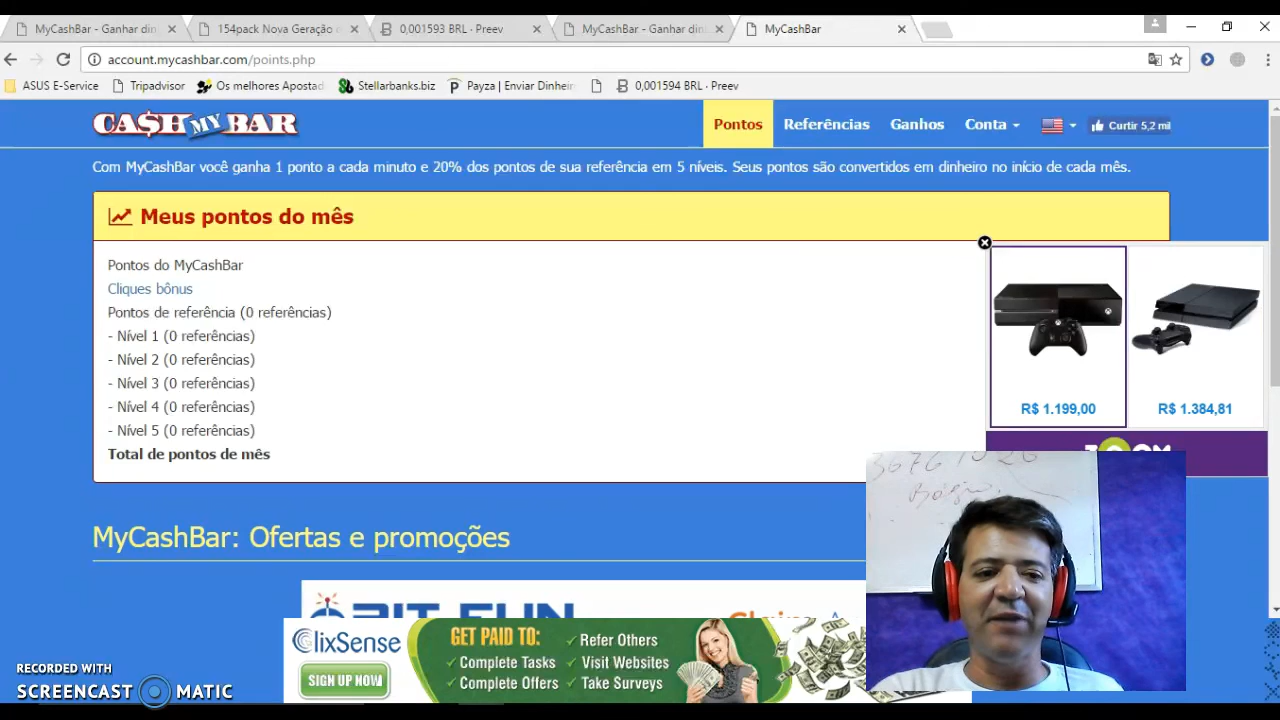 MyCashBar - Ganhar din
154pack Nova Geração
0,001593 BRL - Preev
MyCashBar - Ganhar din
MyCashBar
account.mycashbar.com/points.php
ASUS E-Service
Tripadvisor
Os melhores Apostad
Stellarbanks.biz
Payza | Enviar Dinheir
0,001594 BRL - Preev
CA$H MY BAR
Pontos
Referências
Ganhos
Conta
Curtir 5,2 mil
Com MyCashBar você ganha 1 ponto a cada minuto e 20% dos pontos de sua referência em 5 níveis. Seus pontos são convertidos em dinheiro no início de cada mês.
Meus pontos do mês
Pontos do MyCashBar
Cliques bônus
Pontos de referência (0 referências)
- Nível 1 (0 referências)
- Nível 2 (0 referências)
- Nível 3 (0 referências)
- Nível 4 (0 referências)
- Nível 5 (0 referências)
Total de pontos de mês
R$ 1.199,00
R$ 1.384,81
MyCashBar: Ofertas e promoções
ClixSense
SIGN UP NOW
GET PAID TO:
Complete Tasks
Complete Offers
Refer Others
Visit Websites
Take Surveys
RECORDED WITH
SCREENCAST MATIC